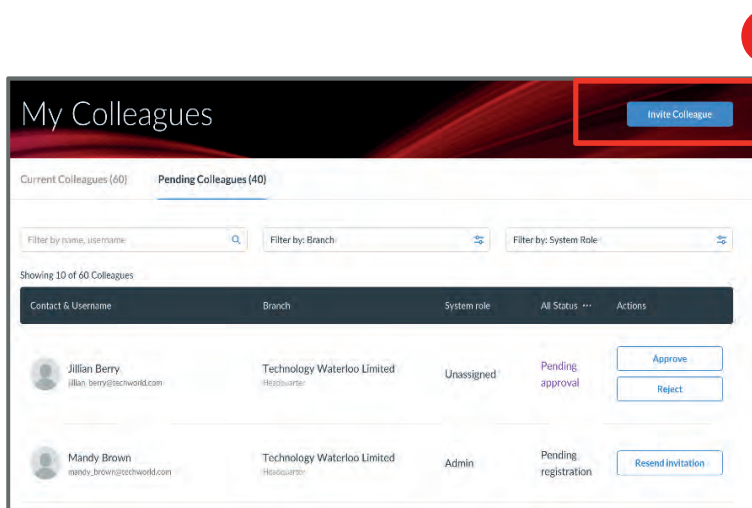 My Colleagues
Invite Colleague
Current Colleagues (60) Pending Colleagues (40)
Filter by name, username Filter by: Branch Filter by: System Role
Showing 10 of 60 Colleagues
Contact & Username Branch System role All Status ··· Actions
Jillian Berry Technology Waterloo Limited Unassigned Pending approval Approve
jillian_berry@techworld.com Headquarter Reject
Mandy Brown Technology Waterloo Limited Admin Pending registration Resend invitation
mandy_brown@techworld.com Headquarter